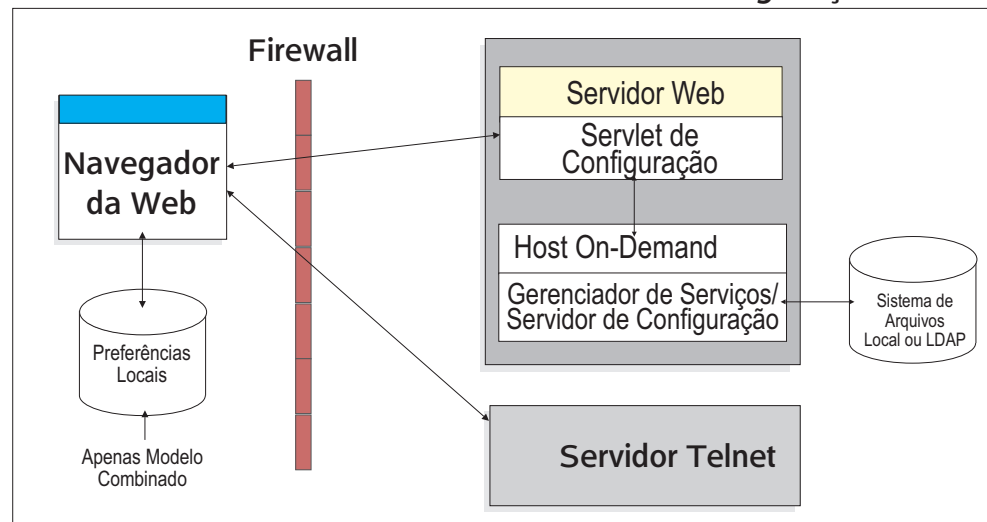 Firewall
Navegador
da Web
Servidor Web
Servlet de
Configuração
Host On-Demand
Gerenciador de Serviços/
Servidor de Configuração
Sistema de
Arquivos
Local ou LDAP
Preferências
Locais
Apenas Modelo
Combinado
Servidor Telnet